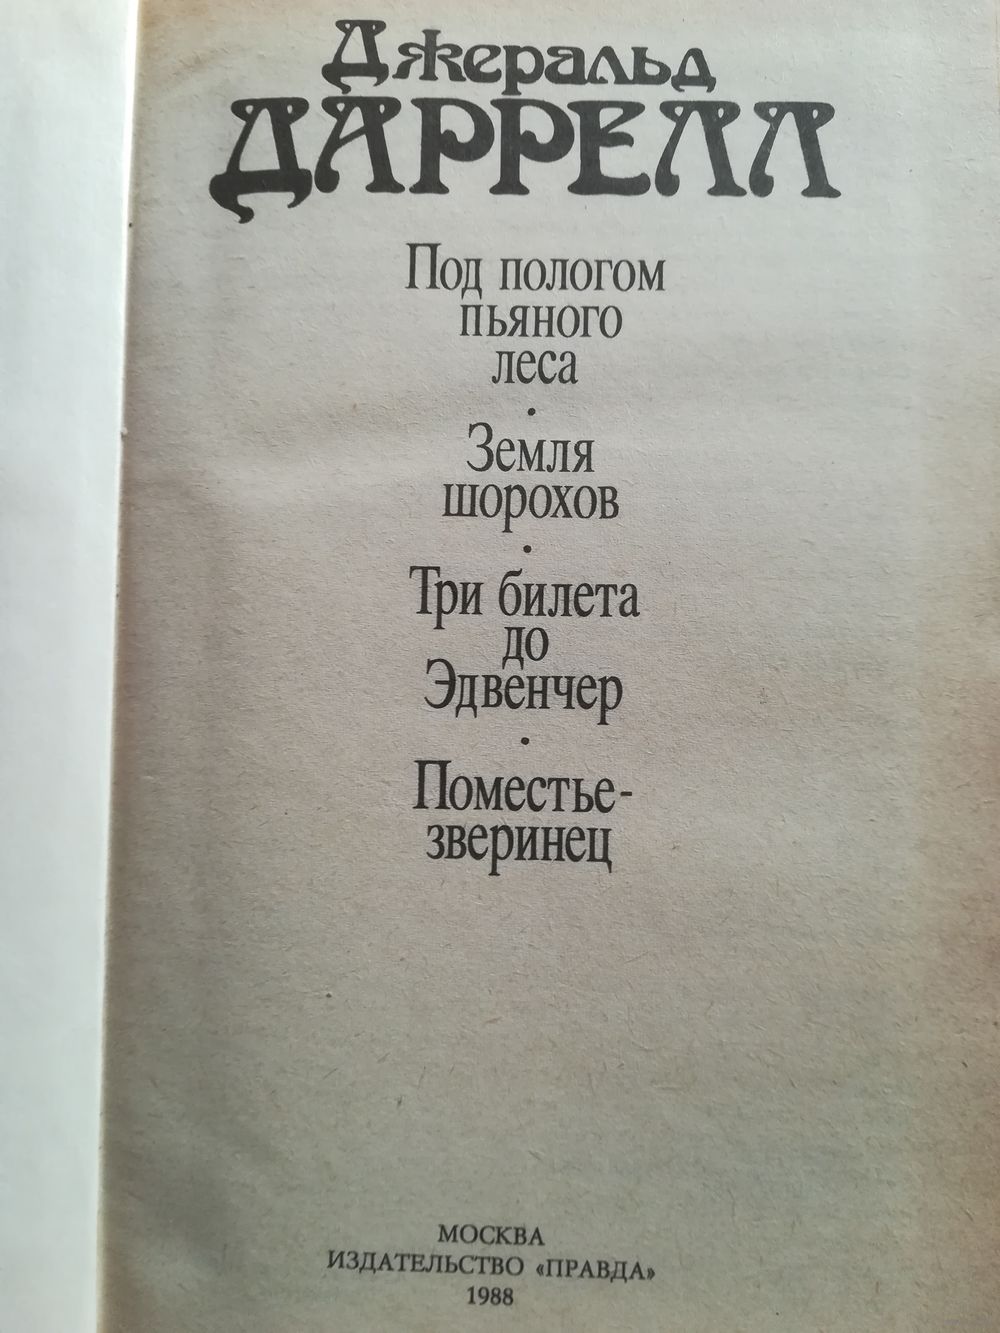 Джеральд
ДАРРЕЛЛ
Под пологом
пьяного
леса
•
Земля
шорохов
•
Три билета
до
Эдвенчер
•
Поместье-
зверинец
МОСКВА
ИЗДАТЕЛЬСТВО «ПРАВДА»
1988